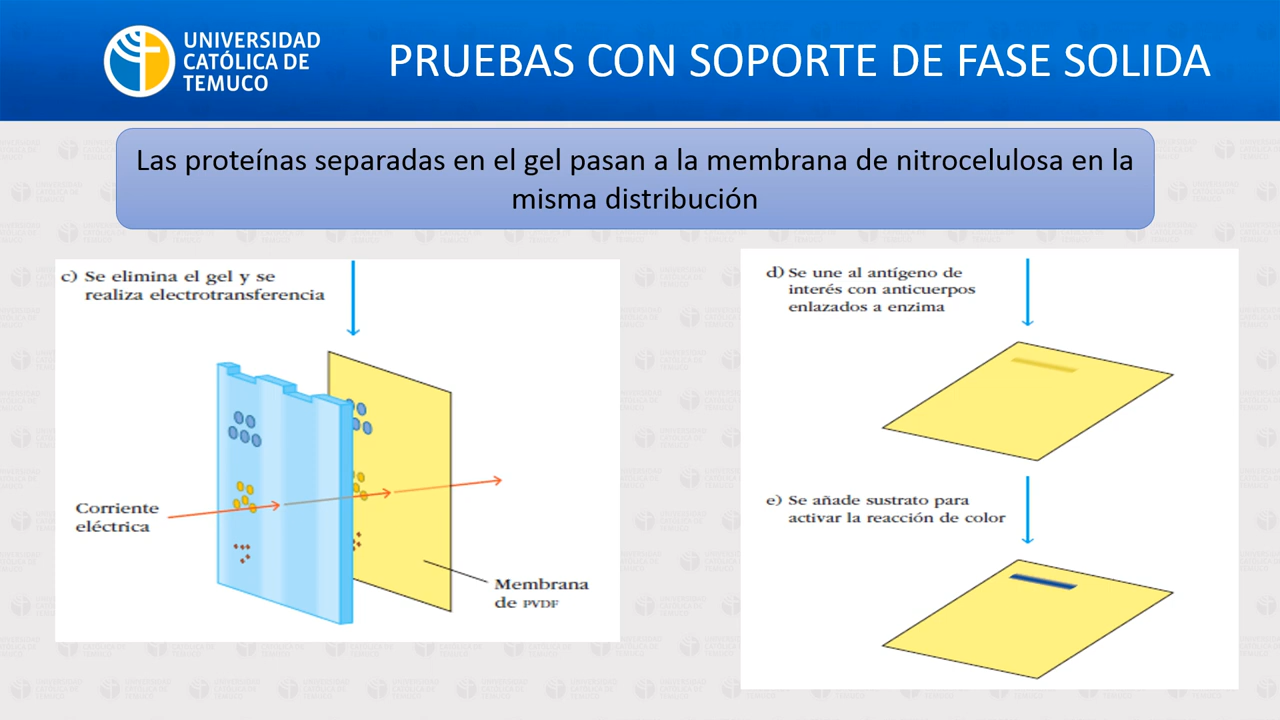 UNIVERSIDAD
CATÓLICA DE
TEMUCO
PRUEBAS CON SOPORTE DE FASE SOLIDA
Las proteínas separadas en el gel pasan a la membrana de nitrocelulosa en la
misma distribución
c) Se elimina el gel y se
realiza electrotransferencia
Corriente
eléctrica
Membrana
de PVDF
d) Se une al antígeno de
interés con anticuerpos
enlazados a enzima
e) Se añade sustrato para
activar la reacción de color